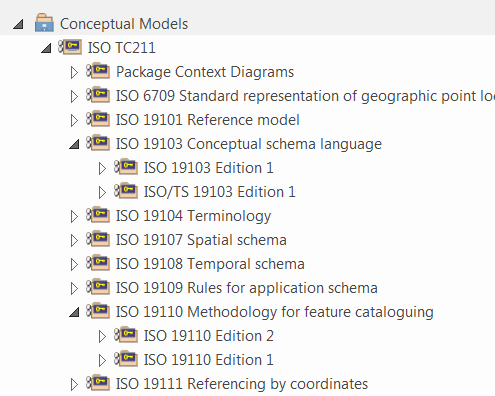 Conceptual Models
ISO TC211
Package Context Diagrams
ISO 6709 Standard representation of geographic point
ISO 19101 Reference model
ISO 19103 Conceptual schema language
ISO 19103 Edition 1
ISO/TS 19103 Edition 1
ISO 19104 Terminology
ISO 19107 Spatial schema
ISO 19108 Temporal schema
ISO 19109 Rules for application schema
ISO 19110 Methodology for feature cataloguing
ISO 19110 Edition 2
ISO 19110 Edition 1
ISO 19111 Referencing by coordinates